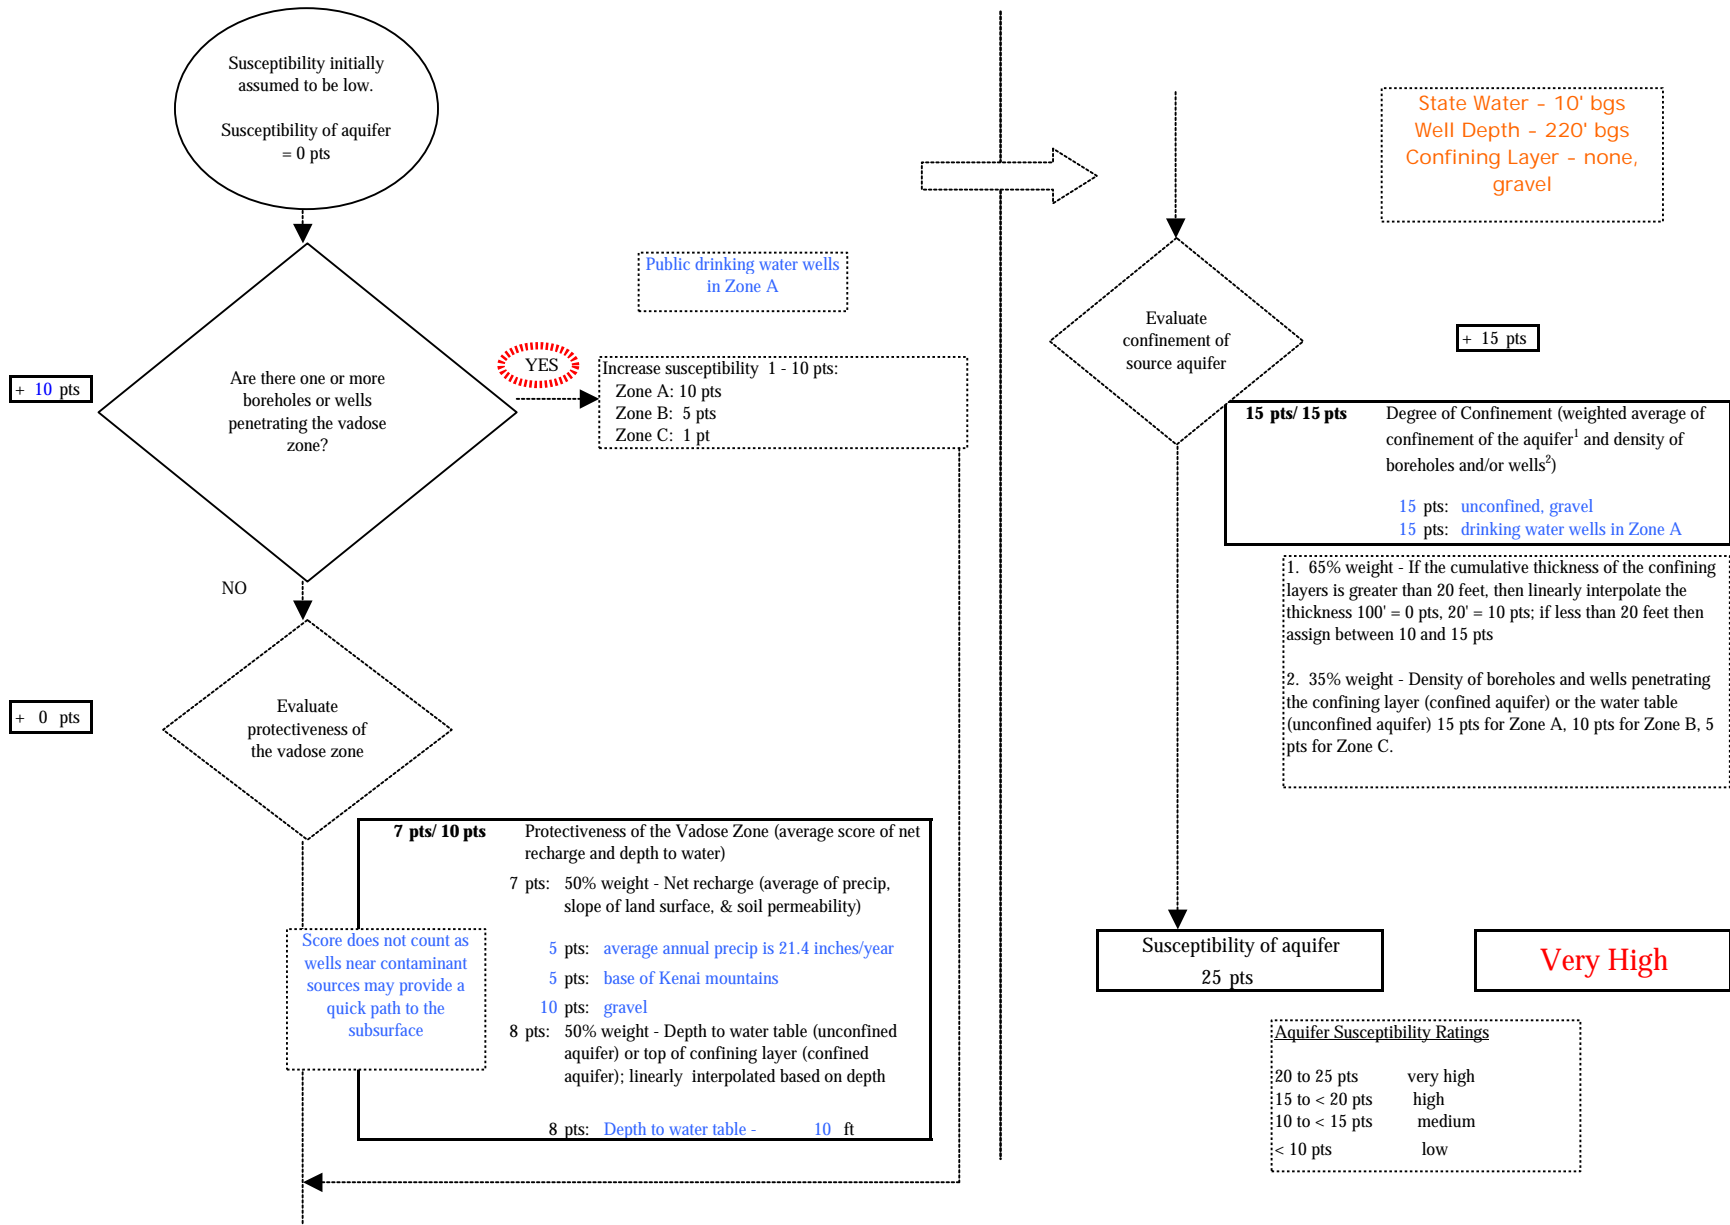 Susceptibility initially
assumed to be low.
Susceptibility of aquifer
= 0 pts
Public drinking water wells
in Zone A
+ 10 pts
Are there one or more
boreholes or wells
penetrating the vadose
zone?
YES
Increase susceptibility 1 - 10 pts:
Zone A: 10 pts
Zone B: 5 pts
Zone C: 1 pt
NO
+ 0 pts
Evaluate
protectiveness of
the vadose zone
7 pts/ 10 pts
Protectiveness of the Vadose Zone (average score of net
recharge and depth to water)
7 pts: 50% weight - Net recharge (average of precip,
slope of land surface, & soil permeability)
5 pts: average annual precip is 21.4 inches/year
5 pts: base of Kenai mountains
10 pts: gravel
8 pts: 50% weight - Depth to water table (unconfined
aquifer) or top of confining layer (confined
aquifer); linearly interpolated based on depth
8 pts: Depth to water table - 10 ft
Score does not count as
wells near contaminant
sources may provide a
quick path to the
subsurface
State Water - 10' bgs
Well Depth - 220' bgs
Confining Layer - none,
gravel
Evaluate
confinement of
source aquifer
+ 15 pts
15 pts/ 15 pts
Degree of Confinement (weighted average of
confinement of the aquifer1 and density of
boreholes and/or wells2)
15 pts: unconfined, gravel
15 pts: drinking water wells in Zone A
1. 65% weight - If the cumulative thickness of the confining
layers is greater than 20 feet, then linearly interpolate the
thickness 100' = 0 pts, 20' = 10 pts; if less than 20 feet then
assign between 10 and 15 pts
2. 35% weight - Density of boreholes and wells penetrating
the confining layer (confined aquifer) or the water table
(unconfined aquifer) 15 pts for Zone A, 10 pts for Zone B, 5
pts for Zone C.
Susceptibility of aquifer
25 pts
Very High
Aquifer Susceptibility Ratings
20 to 25 pts very high
15 to < 20 pts high
10 to < 15 pts medium
< 10 pts low